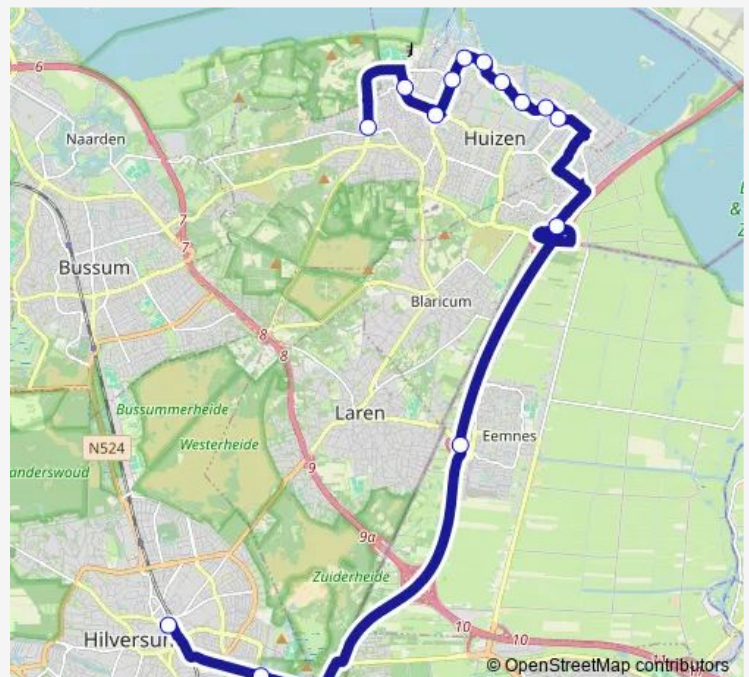 6
Naarden
Huizen
7
7
&
Bussum
Blaricum
8
8
Laren
Bussummerheide
Westerheide
Eemnes
N524
anderswoud
9
9a
Zuiderheide
10
10
Hilversum
© OpenStreetMap contributors